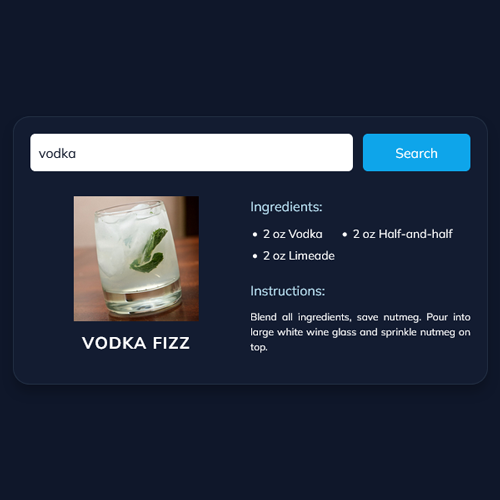 vodka
Search
Ingredients:
• 2 oz Vodka • 2 oz Half-and-half
• 2 oz Limeade
Instructions:
Blend all ingredients, save nutmeg. Pour into
large white wine glass and sprinkle nutmeg on
top.
VODKA FIZZ